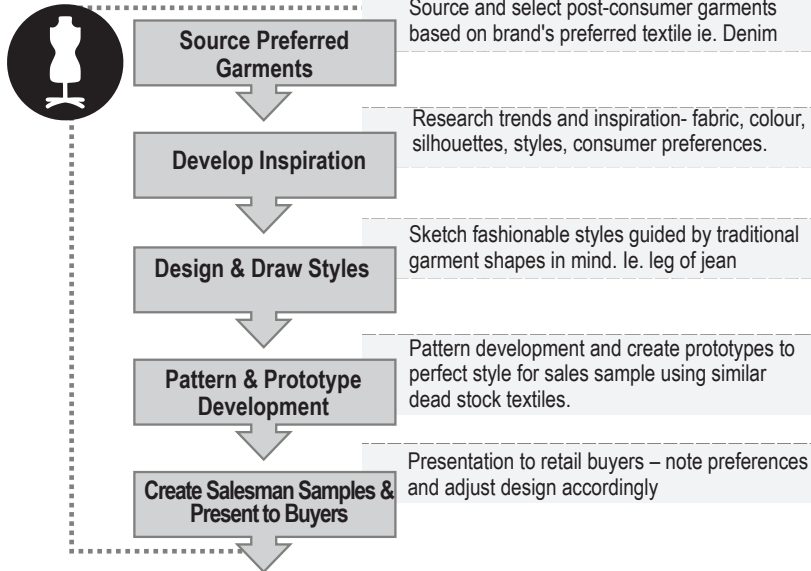 Source and select post-consumer garments
based on brand's preferred textile ie. Denim
Source Preferred
Garments
Research trends and inspiration- fabric, colour,
silhouettes, styles, consumer preferences.
Develop Inspiration
Sketch fashionable styles guided by traditional
garment shapes in mind. Ie. leg of jean
Design & Draw Styles
Pattern development and create prototypes to
perfect style for sales sample using similar
dead stock textiles.
Pattern & Prototype
Development
Presentation to retail buyers – note preferences
and adjust design accordingly
Create Salesman Samples &
Present to Buyers